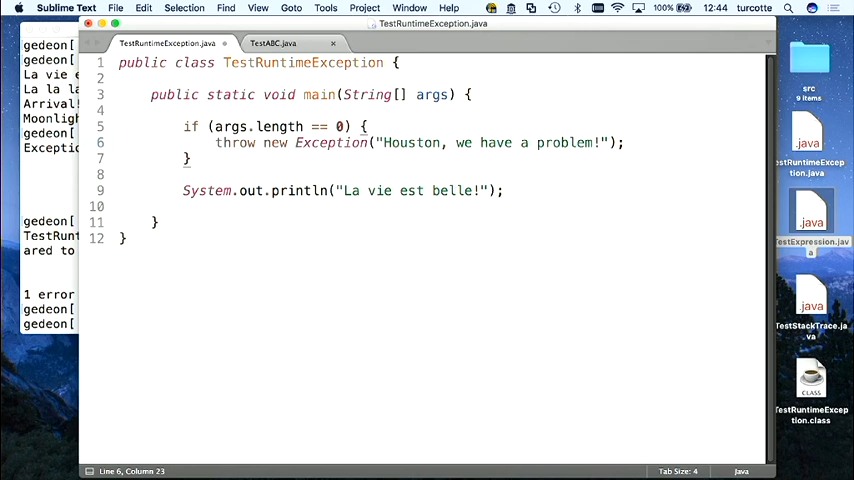 Sublime Text File Edit Selection Find View Goto Tools Project Window Help 100% 12:44 turcotte
TestRuntimeException.java
TestRuntimeException.java TestABC.java
1 public class TestRuntimeException {
2
3 public static void main(String[] args) {
4
5 if (args.length == 0) {
6 throw new Exception("Houston, we have a problem!");
7 }
8
9 System.out.println("La vie est belle!");
10
11 }
12 }
gedeon[
gedeon[
La vie e
La la la
Arrival!
Moonligh
gedeon[
Exceptio
gedeon[
TestRunt
ared to
1 error
gedeon[
gedeon[
src
9 items
.java
TestRuntimeExcep
tion.java
.java
TestExpression.jav
a
.java
TestStackTrace.ja
va
CLASS
TestRuntimeExcep
tion.class
Line 6, Column 23 Tab Size: 4 Java